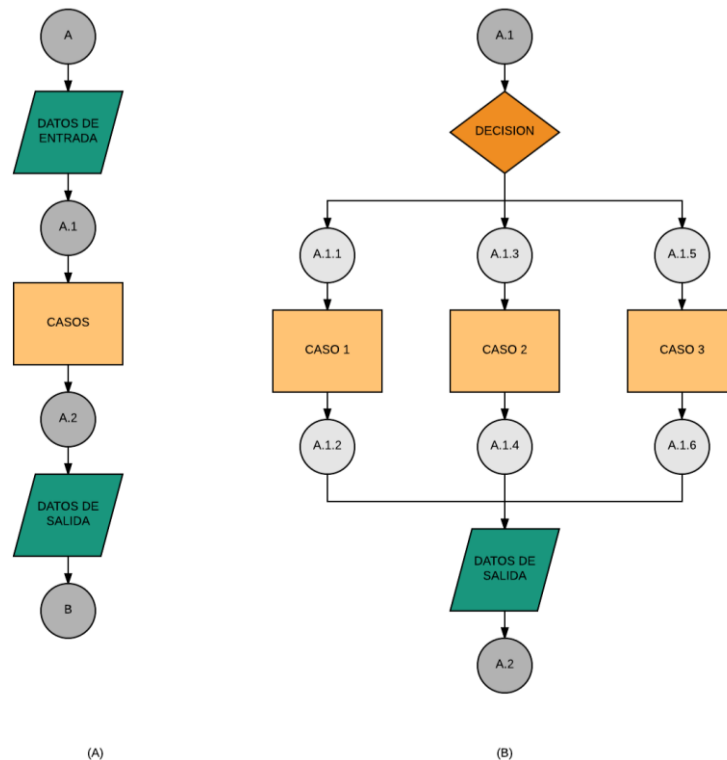 A
DATOS DE
ENTRADA
A.1
CASOS
A.2
DATOS DE
SALIDA
B
(A)
A.1
DECISION
A.1.1
A.1.3
A.1.5
CASO 1
CASO 2
CASO 3
A.1.2
A.1.4
A.1.6
DATOS DE
SALIDA
A.2
(B)